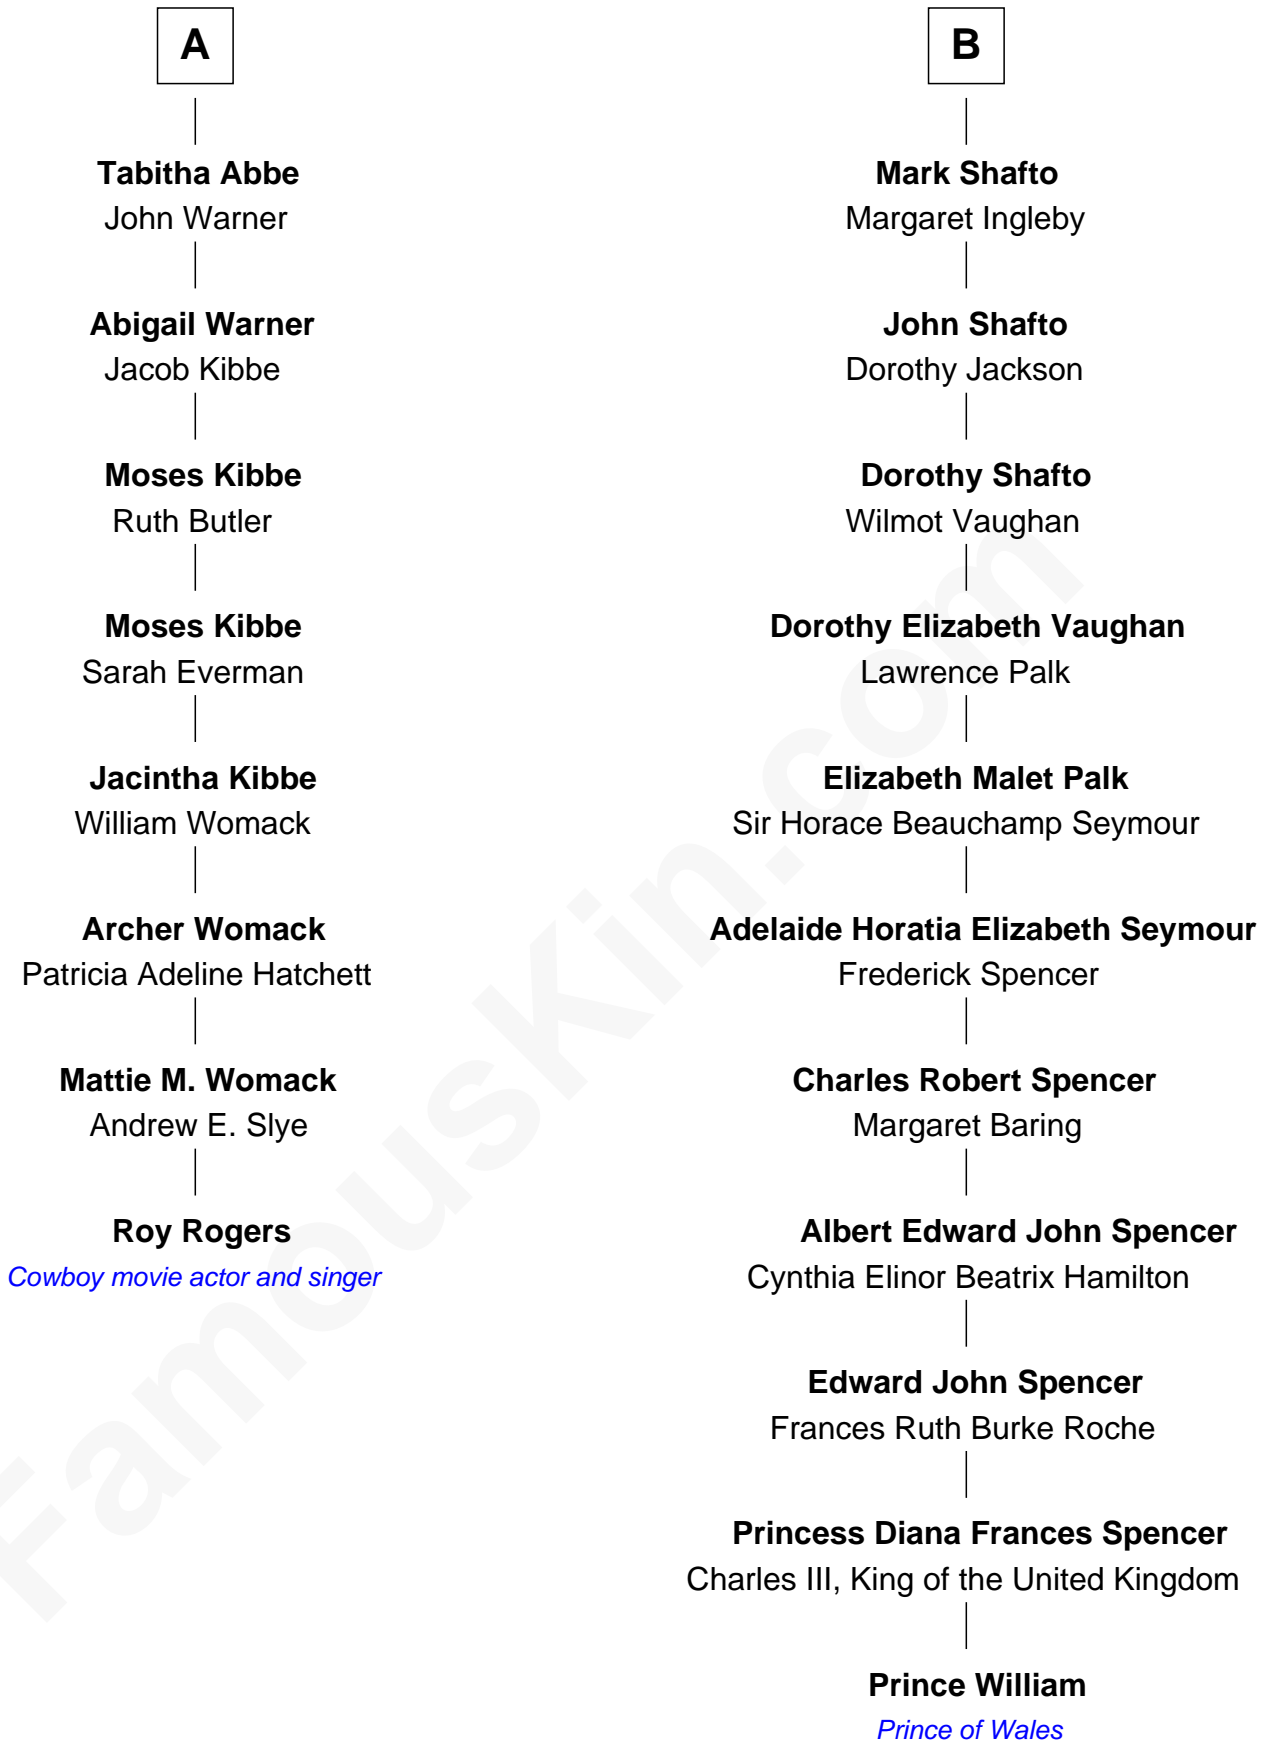 A
Tabitha Abbe
John Warner
Abigail Warner
Jacob Kibbe
Moses Kibbe
Ruth Butler
Moses Kibbe
Sarah Everman
Jacintha Kibbe
William Womack
Archer Womack
Patricia Adeline Hatchett
Mattie M. Womack
Andrew E. Slye
Roy Rogers
Cowboy movie actor and singer
B
Mark Shafto
Margaret Ingleby
John Shafto
Dorothy Jackson
Dorothy Shafto
Wilmot Vaughan
Dorothy Elizabeth Vaughan
Lawrence Palk
Elizabeth Malet Palk
Sir Horace Beauchamp Seymour
Adelaide Horatia Elizabeth Seymour
Frederick Spencer
Charles Robert Spencer
Margaret Baring
Albert Edward John Spencer
Cynthia Elinor Beatrix Hamilton
Edward John Spencer
Frances Ruth Burke Roche
Princess Diana Frances Spencer
Charles III, King of the United Kingdom
Prince William
Prince of Wales
FamousKin.com